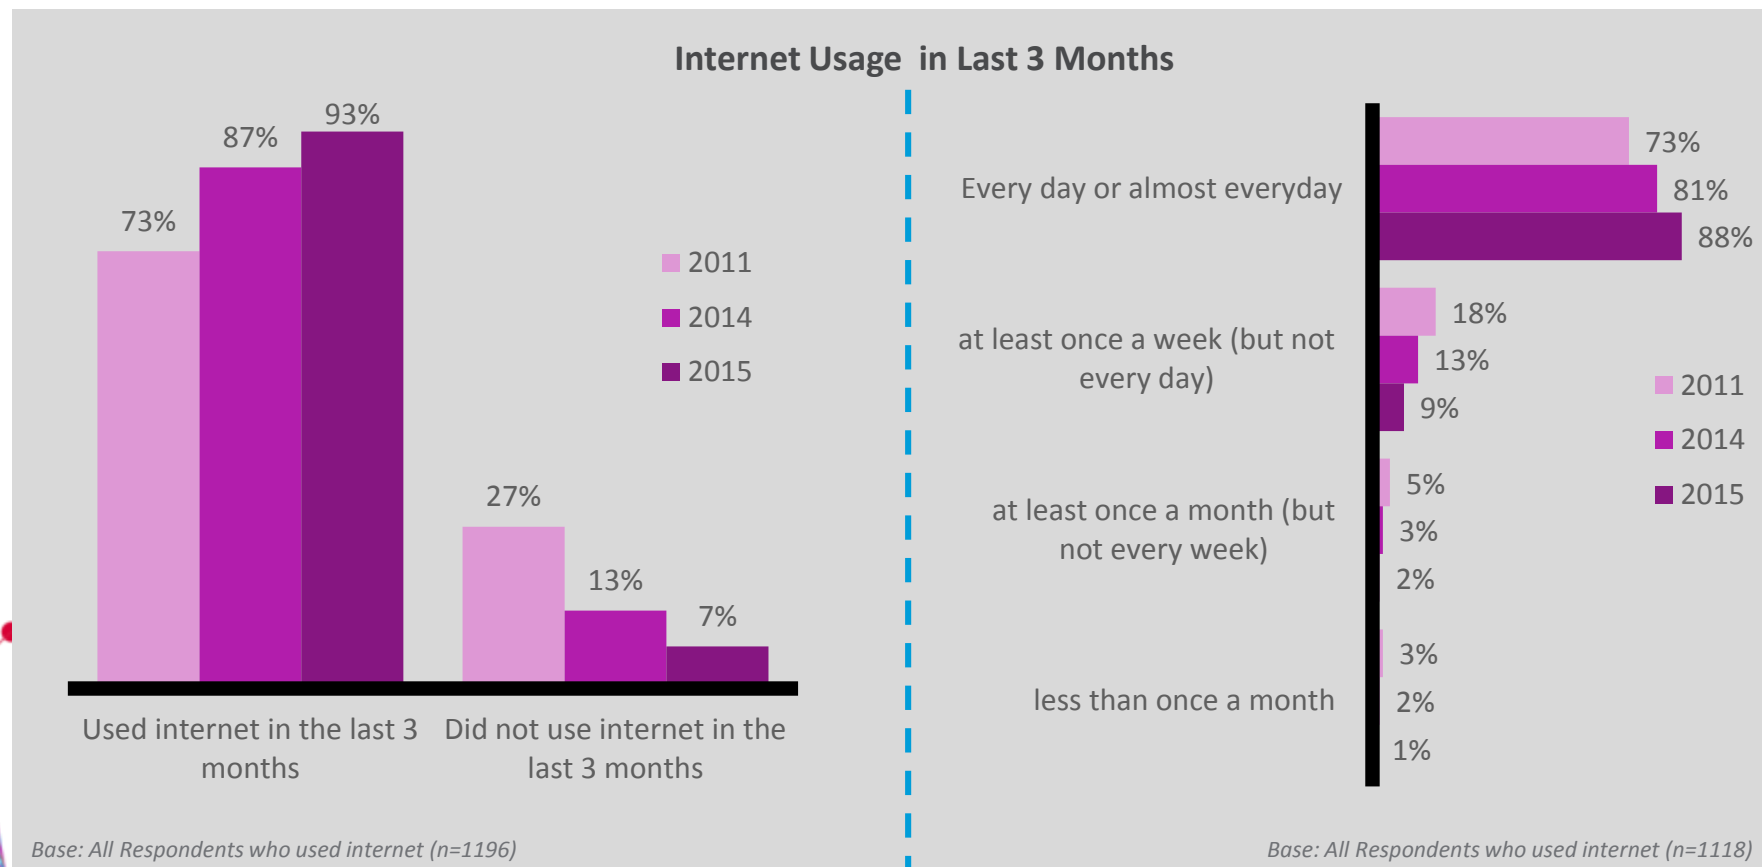 Internet Usage  in Last 3 Months
93%
87%
73%
27%
13%
7%
2011
2014
2015
Used internet in the last 3
months
Did not use internet in the
last 3 months
Base: All Respondents who used internet (n=1196)
Every day or almost everyday
73%
81%
88%
at least once a week (but not
every day)
18%
13%
9%
at least once a month (but
not every week)
5%
3%
2%
less than once a month
3%
2%
1%
2011
2014
2015
Base: All Respondents who used internet (n=1118)